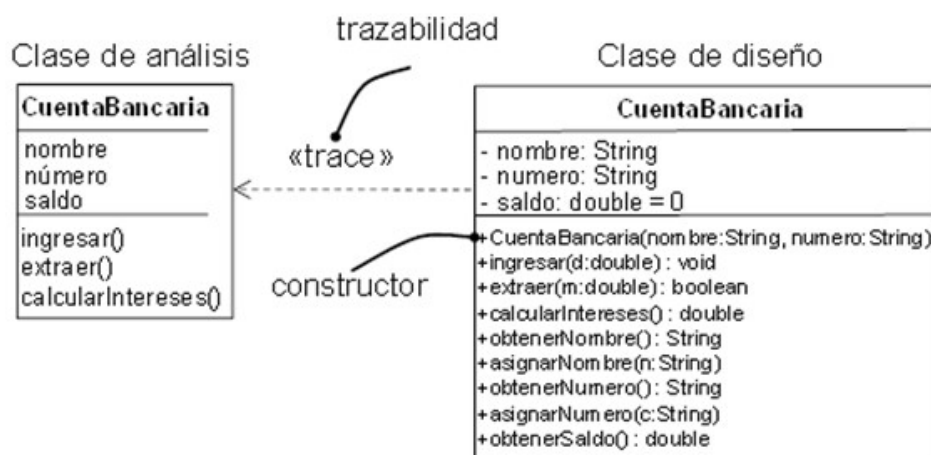 trazabilidad
Clase de análisis
Clase de diseño
CuentaBancaria
nombre
número
saldo
ingresar()
extraer()
calcularIntereses()
«trace»
constructor
CuentaBancaria
- nombre: String
- numero: String
- saldo: double = 0
+CuentaBancaria(nombre:String, numero:String)
+ingresar(d:double) : void
+extraer(m:double): boolean
+calcularIntereses() : double
+obtenerNombre() : String
+asignarNombre(n:String)
+obtenerNumero() : String
+asignarNumero(c:String)
+obtenerSaldo() : double